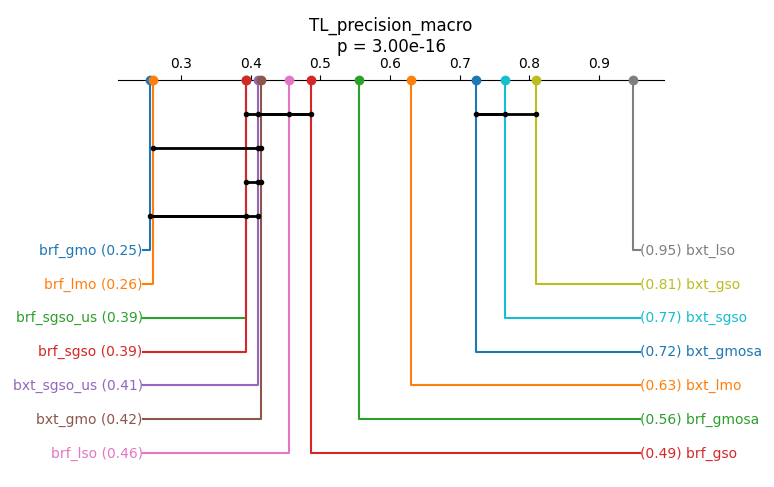 TL_precision_macro
p = 3.00e-16
0.3 0.4 0.5 0.6 0.7 0.8 0.9
brf_gmo (0.25) (0.95) bxt_lso
brf_lmo (0.26) (0.81) bxt_gso
brf_sgso_us (0.39) (0.77) bxt_sgso
brf_sgso (0.39) (0.72) bxt_gmosa
bxt_sgso_us (0.41) (0.63) bxt_lmo
bxt_gmo (0.42) (0.56) brf_gmosa
brf_lso (0.46) (0.49) brf_gso